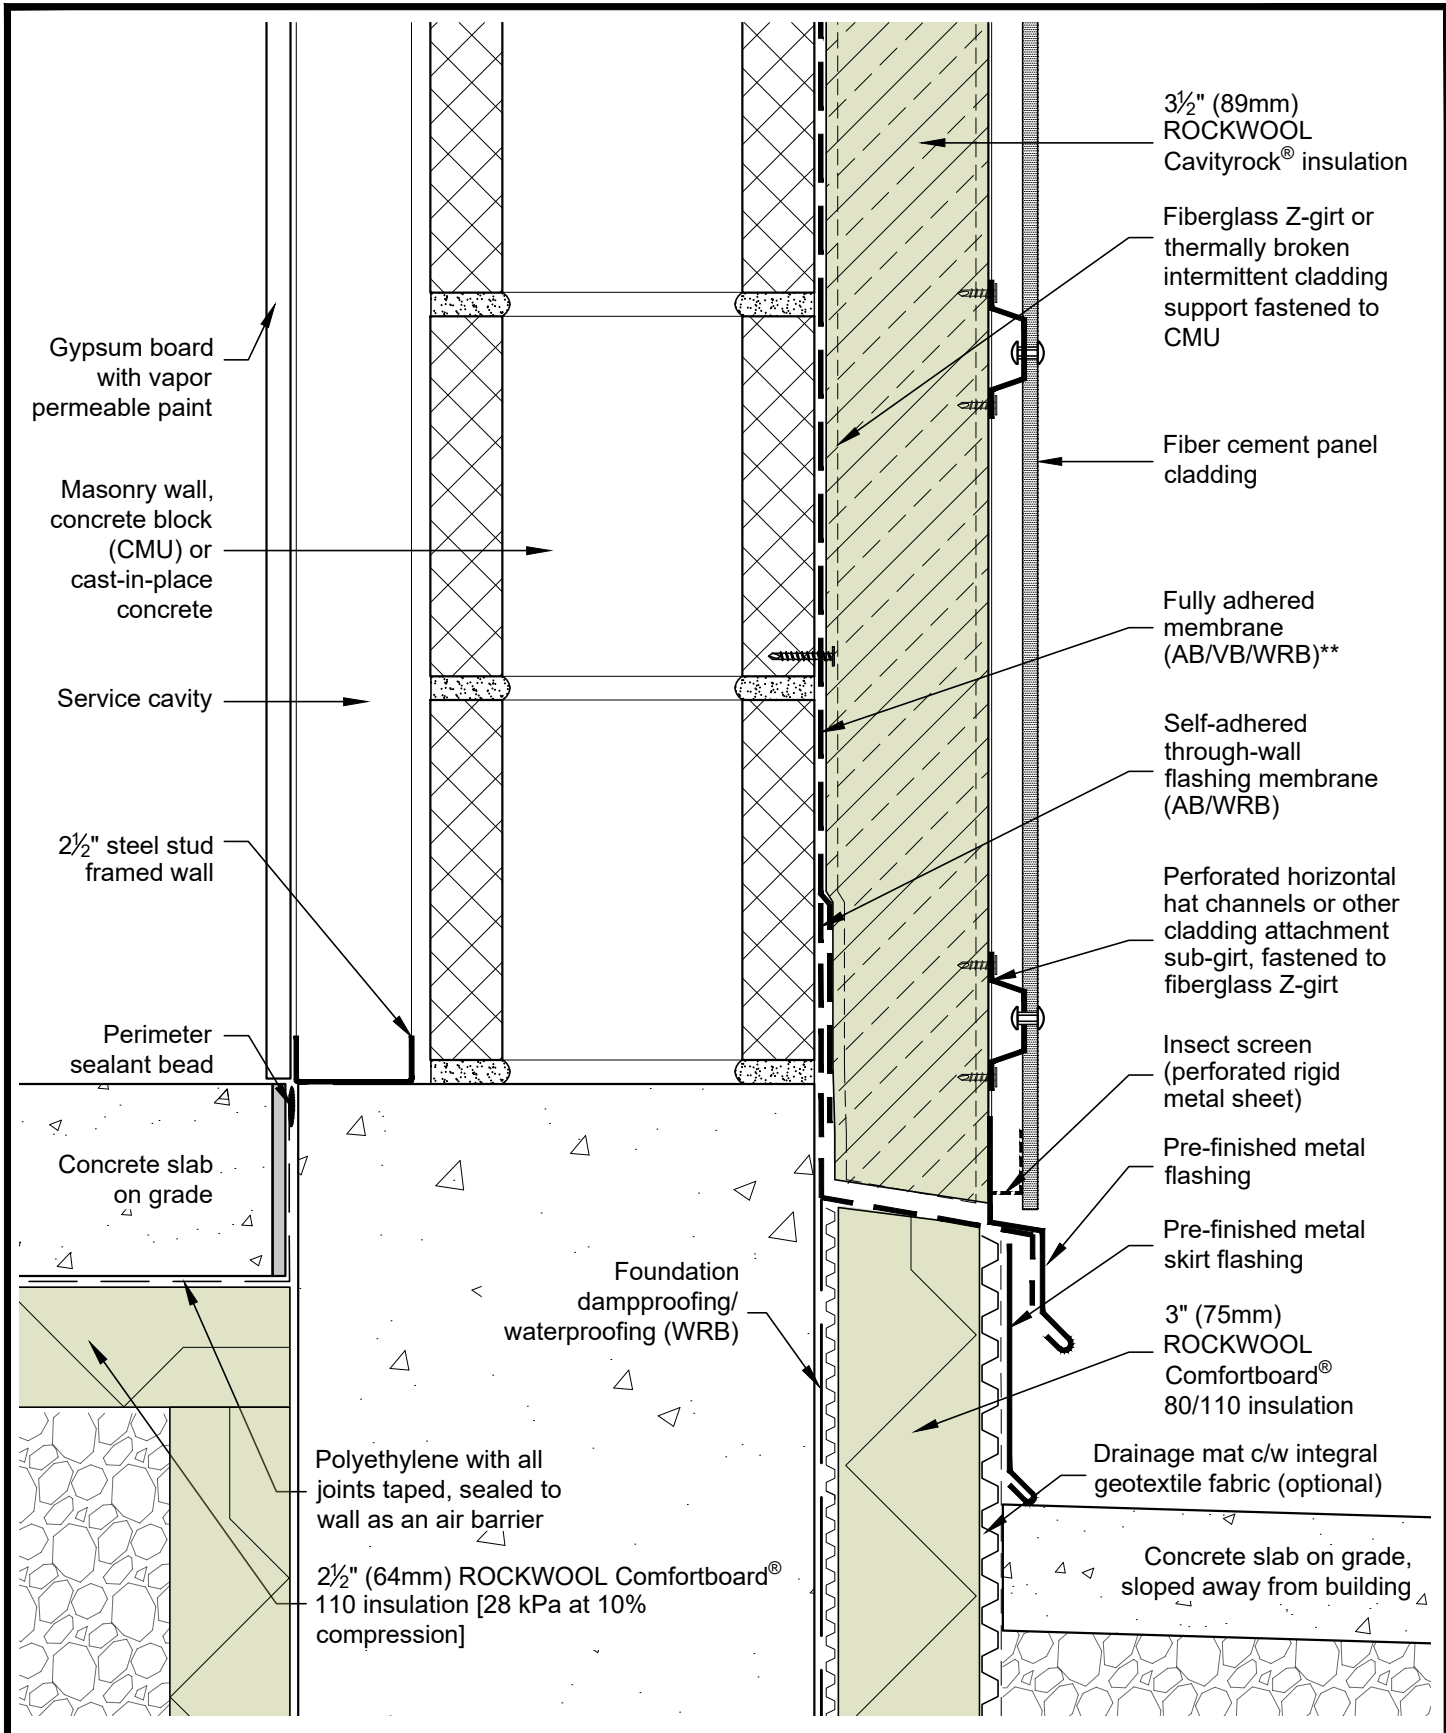 Gypsum board
with vapor
permeable paint
Masonry wall,
concrete block
(CMU) or
cast-in-place
concrete
Service cavity
2½" steel stud
framed wall
Perimeter
sealant bead
Concrete slab
on grade
Foundation
dampproofing/
waterproofing (WRB)
Polyethylene with all
joints taped, sealed to
wall as an air barrier
2½" (64mm) ROCKWOOL Comfortboard®
110 insulation [28 kPa at 10%
compression]
3½" (89mm)
ROCKWOOL
Cavityrock® insulation
Fiberglass Z-girt or
thermally broken
intermittent cladding
support fastened to
CMU
Fiber cement panel
cladding
Fully adhered
membrane
(AB/VB/WRB)**
Self-adhered
through-wall
flashing membrane
(AB/WRB)
Perforated horizontal
hat channels or other
cladding attachment
sub-girt, fastened to
fiberglass Z-girt
Insect screen
(perforated rigid
metal sheet)
Pre-finished metal
flashing
Pre-finished metal
skirt flashing
3" (75mm)
ROCKWOOL
Comfortboard®
80/110 insulation
Drainage mat c/w integral
geotextile fabric (optional)
Concrete slab on grade,
sloped away from building